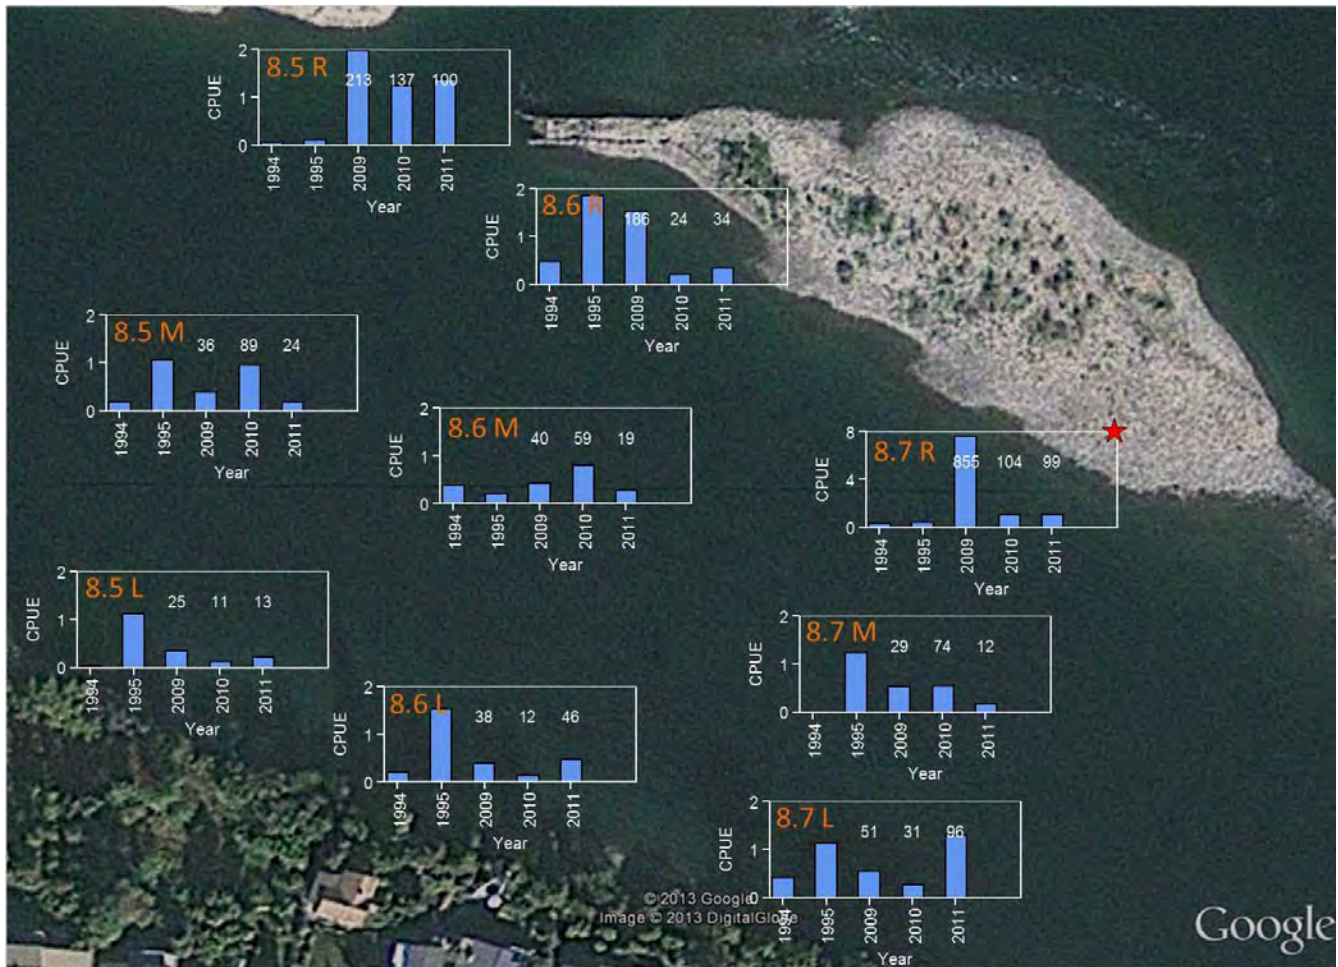 8.5 R
2
1
0
CPUE
213 137 100
1994 1995 2009 2010 2011
Year
8.6 R
2
1
0
CPUE
186 24 34
1994 1995 2009 2010 2011
Year
8.5 M
2
1
0
CPUE
36 89 24
1994 1995 2009 2010 2011
Year
8.6 M
2
1
0
CPUE
40 59 19
1994 1995 2009 2010 2011
Year
8.7 R
8
4
0
CPUE
855 104 99
1994 1995 2009 2010 2011
Year
8.5 L
2
1
0
CPUE
25 11 13
1994 1995 2009 2010 2011
Year
8.7 M
2
1
0
CPUE
29 74 12
1994 1995 2009 2010 2011
Year
8.6 L
2
1
0
CPUE
38 12 46
1994 1995 2009 2010 2011
Year
8.7 L
2
1
0
CPUE
51 31 96
1994 1995 2009 2010 2011
Year
© 2013 Google
Image © 2013 DigitalGlobe
Google